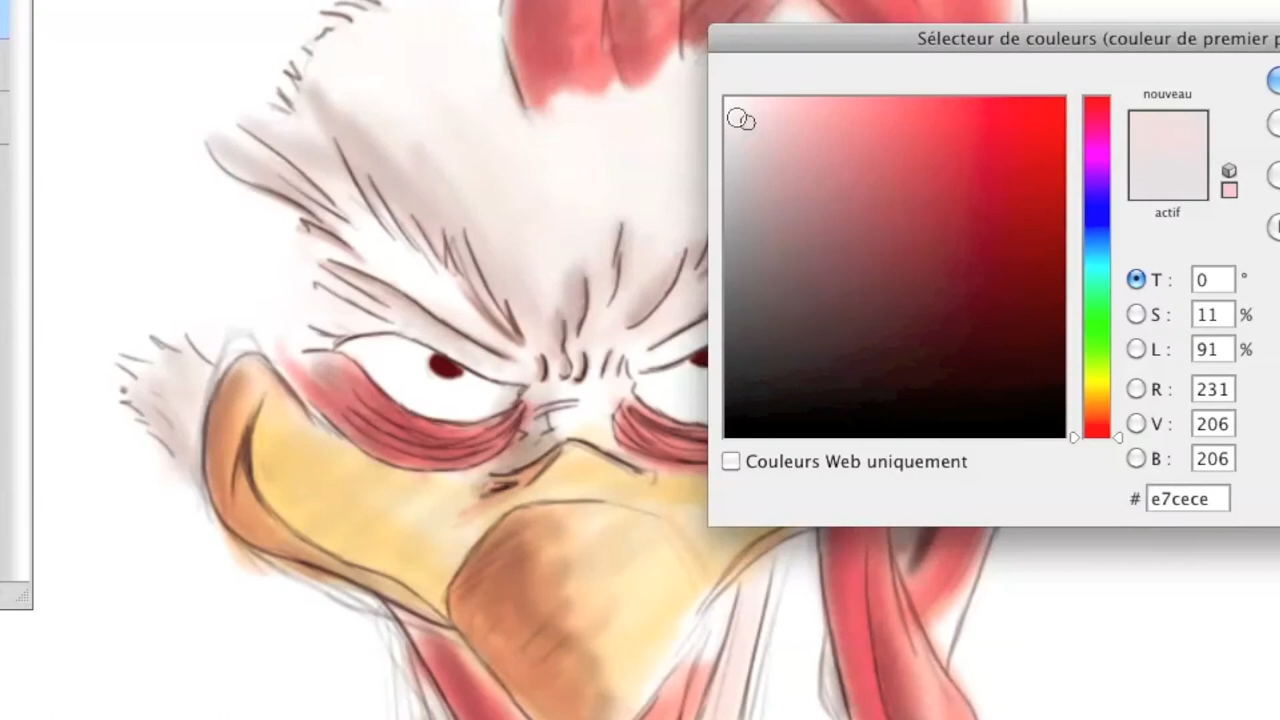 Sélecteur de couleurs (couleur de premier
nouveau
actif
T : 0 °
S : 11 %
L : 91 %
R : 231
V : 206
B : 206
# e7cece
Couleurs Web uniquement